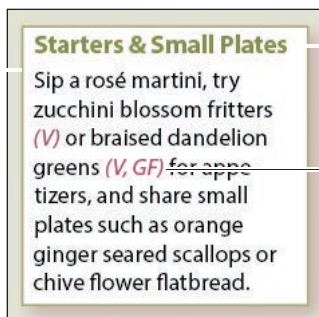 Starters & Small Plates
Sip a rosé martini, try
zucchini blossom fritters
(V) or braised dandelion
greens (V, GF) for appe
tizers, and share small
plates such as orange
ginger seared scallops or
chive flower flatbread.